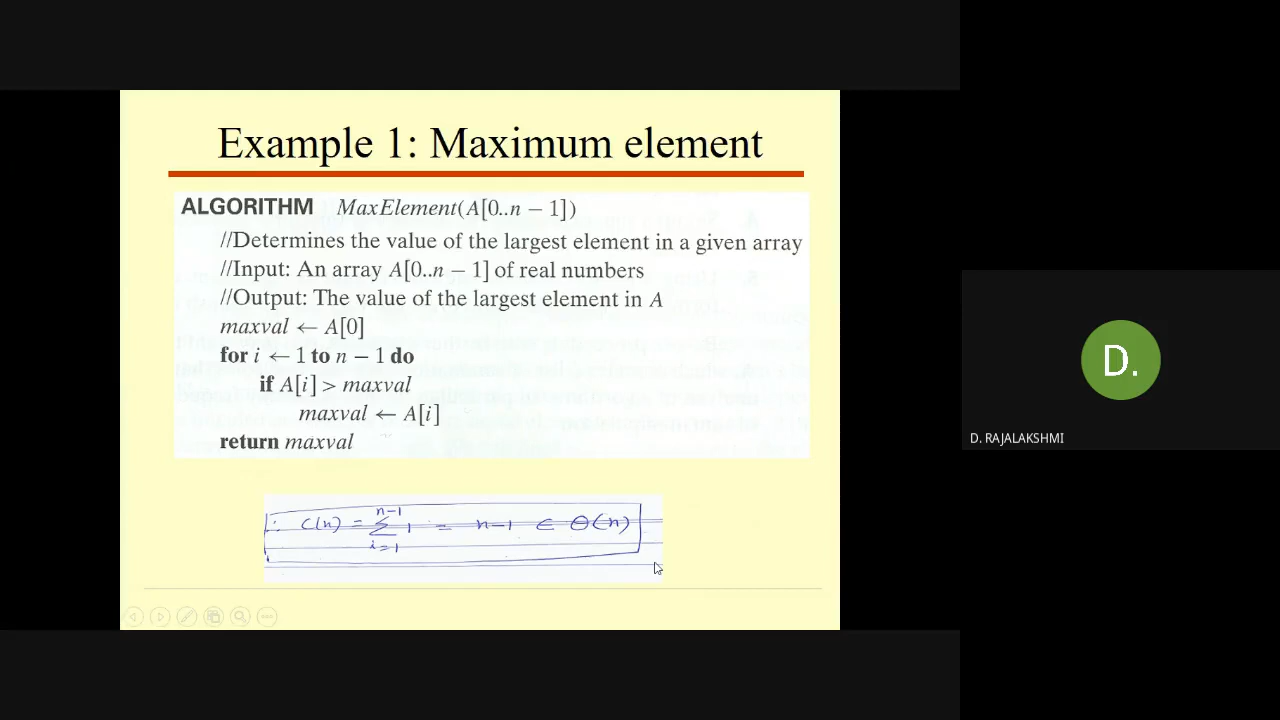 Example 1: Maximum element
ALGORITHM MaxElement(A[0..n − 1])
//Determines the value of the largest element in a given array
//Input: An array A[0..n − 1] of real numbers
//Output: The value of the largest element in A
maxval ← A[0]
for i ← 1 to n − 1 do
if A[i] > maxval
maxval ← A[i]
return maxval
∴ C(n) = n-1 ∑ i=1 1 = n-1 ∈ Θ(n)
D.
D. RAJALAKSHMI